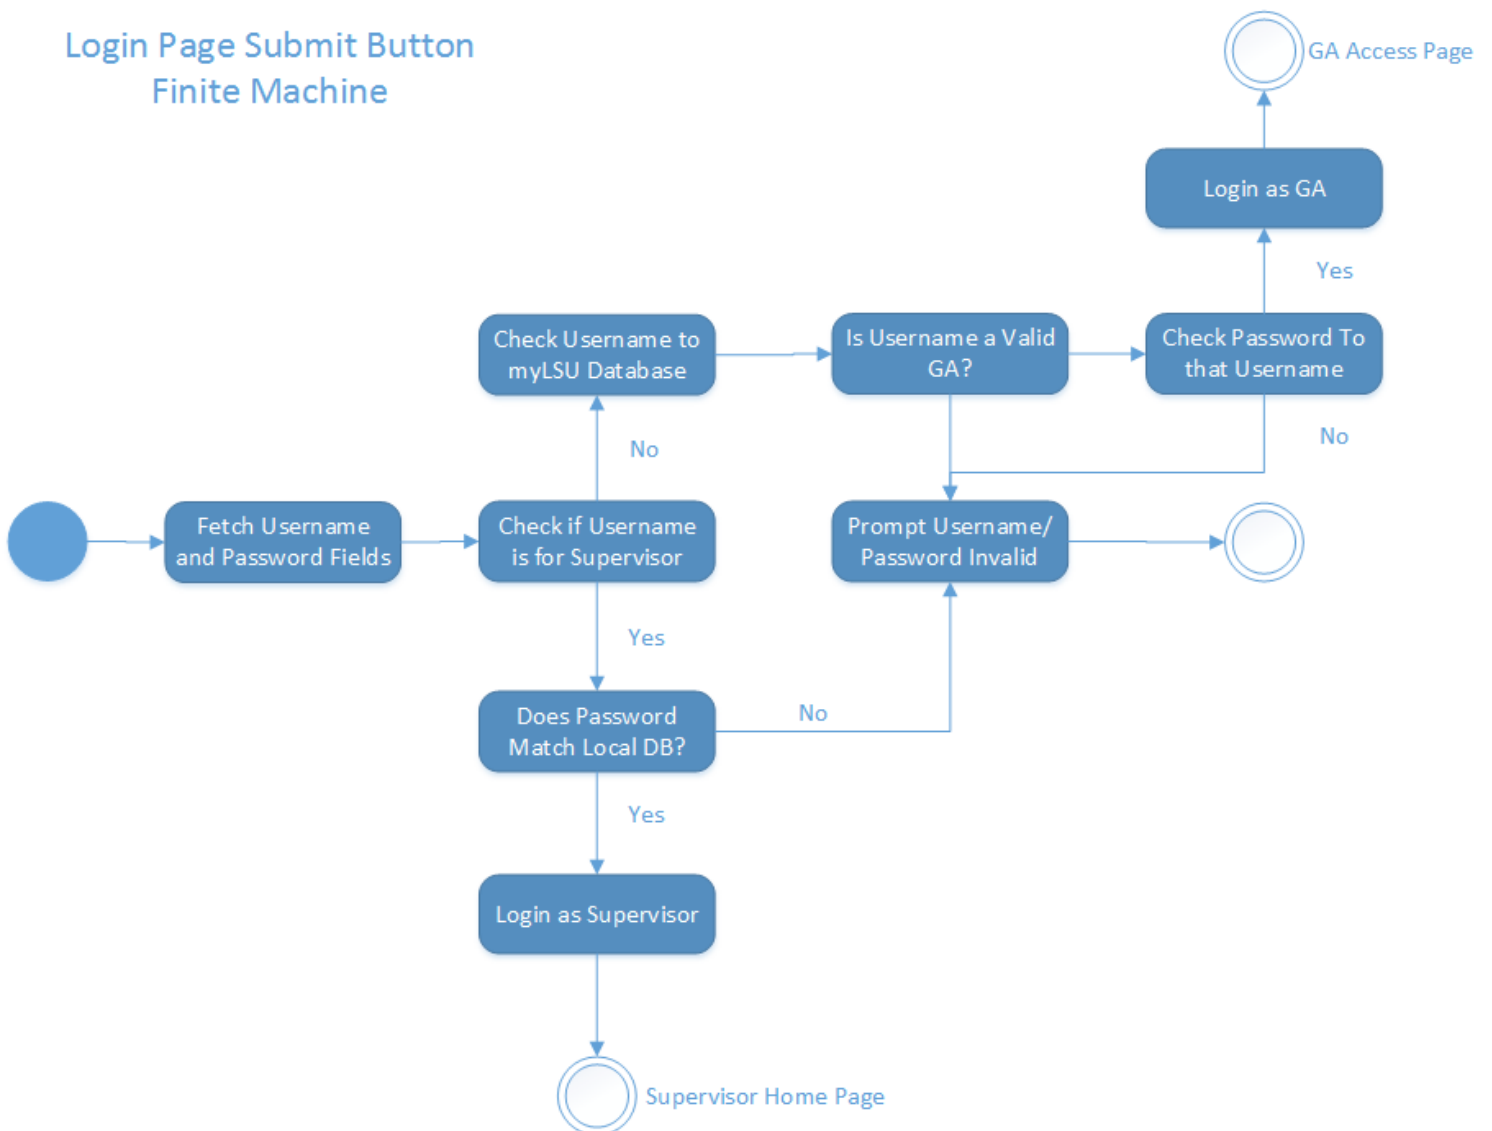 Login Page Submit Button
Finite Machine
GA Access Page
Login as GA
Yes
Check Username to
myLSU Database
Is Username a Valid
GA?
Check Password To
that Username
No
No
Fetch Username
and Password Fields
Check if Username
is for Supervisor
Prompt Username/
Password Invalid
Yes
Does Password
Match Local DB?
No
Yes
Login as Supervisor
Supervisor Home Page